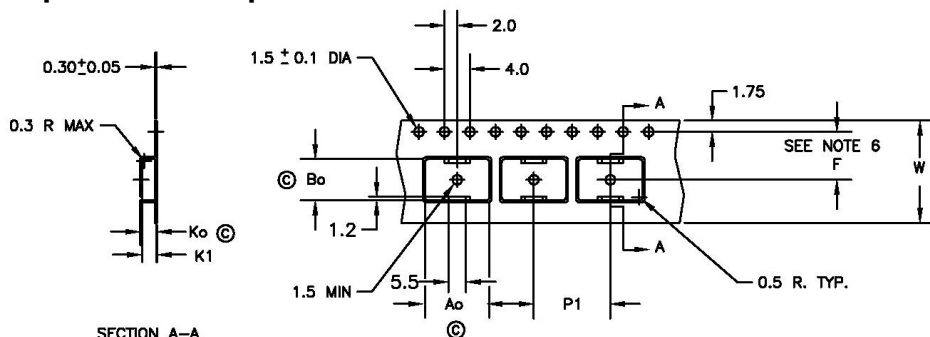 2.0
1.5 ± 0.1 DIA
0.30±0.05
4.0
A
1.75
0.3 R MAX
SEE NOTE 6
F
W
Ⓒ Bo
1.2
A
Ko Ⓒ
K1
5.5
1.5 MIN
Ao
P1
0.5 R. TYP.
Ⓒ
SECTION A-A